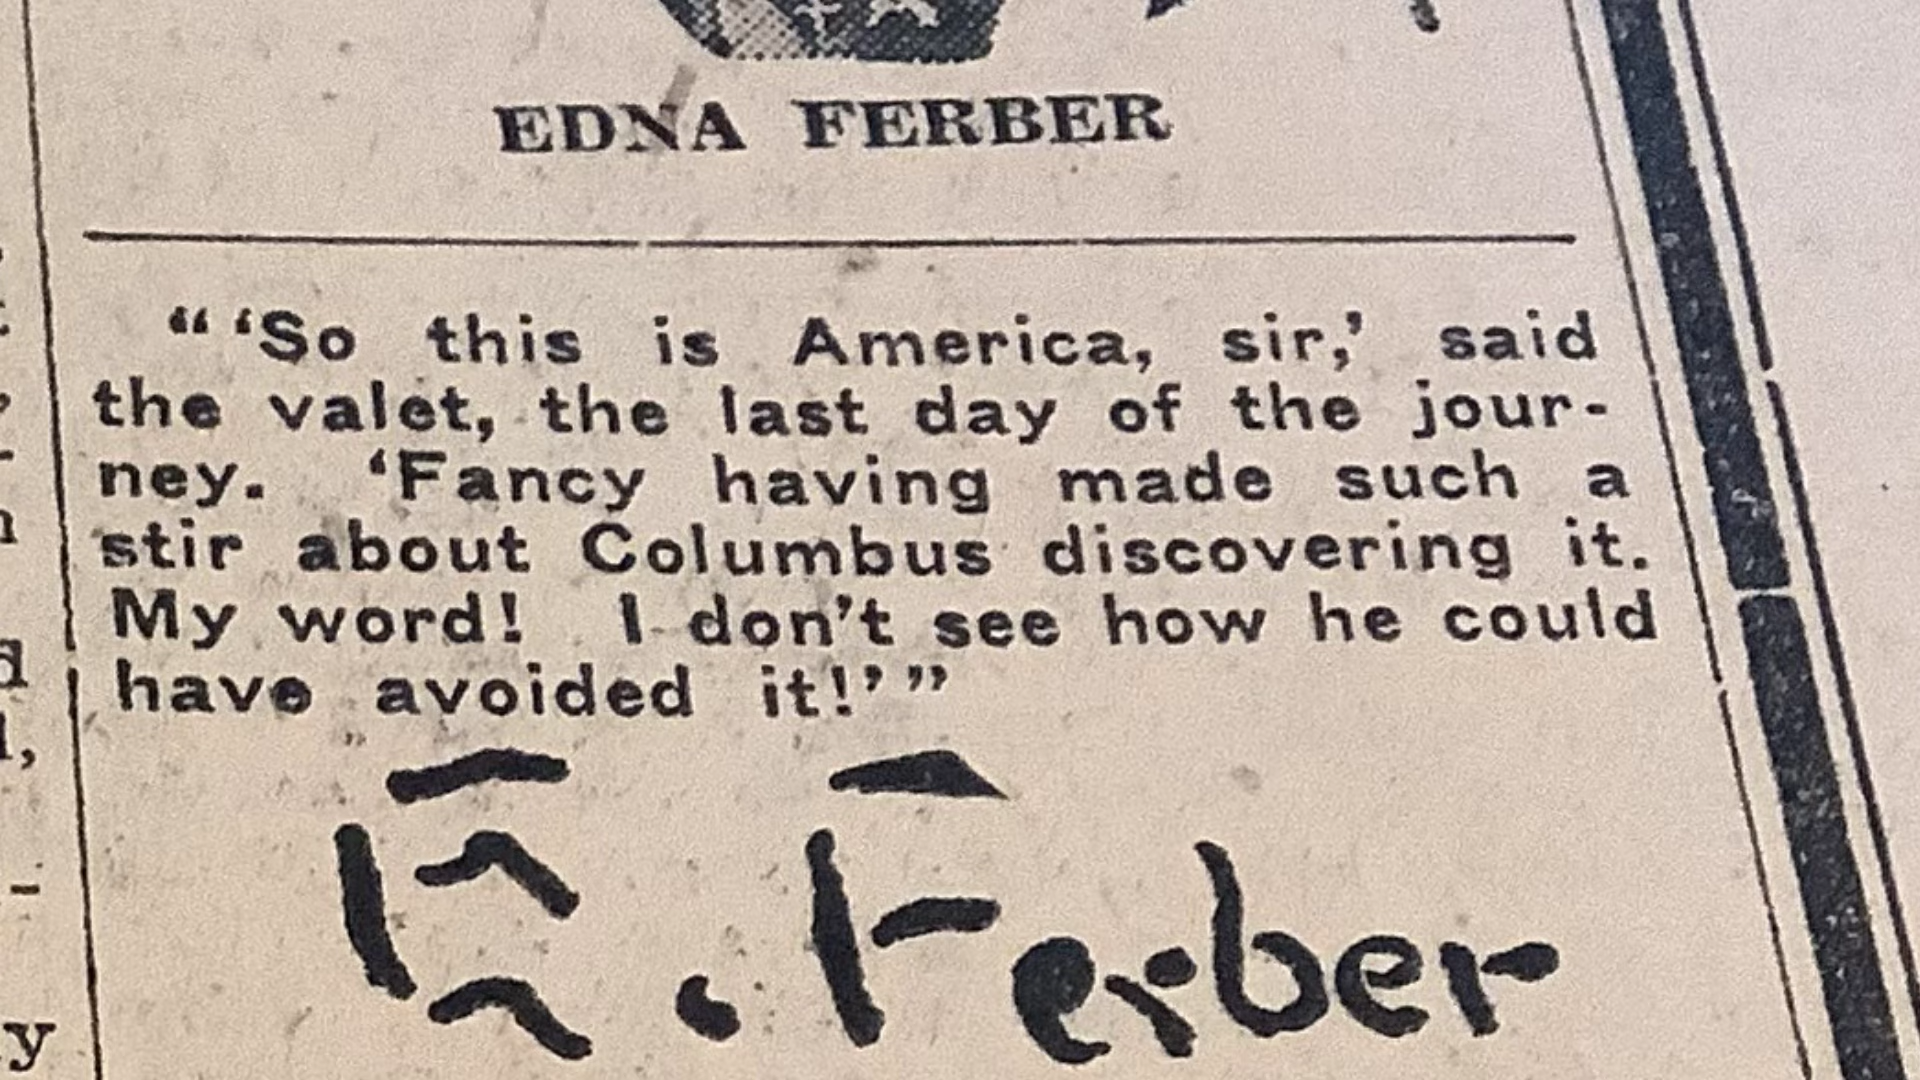 EDNA FERBER
“‘So this is America, sir,’ said
the valet, the last day of the jour-
ney. ‘Fancy having made such a
stir about Columbus discovering it.
My word! I don’t see how he could
have avoided it!’”
E. Ferber